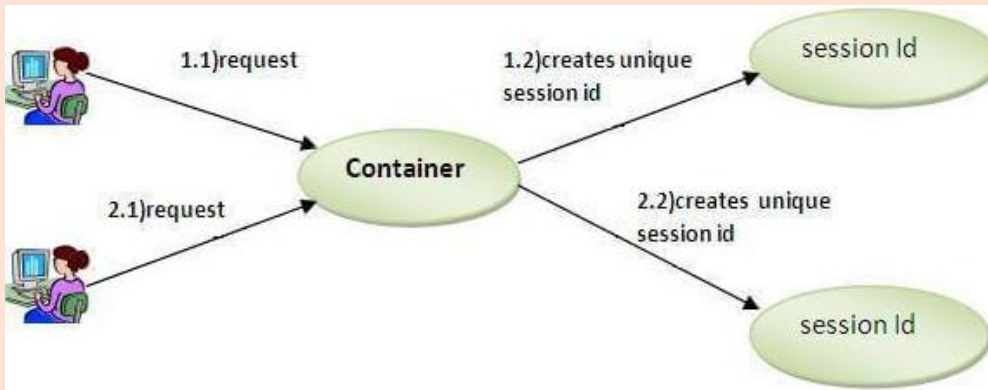 1.1)request
1.2)creates unique
session id
session Id
Container
2.1)request
2.2)creates unique
session id
session Id